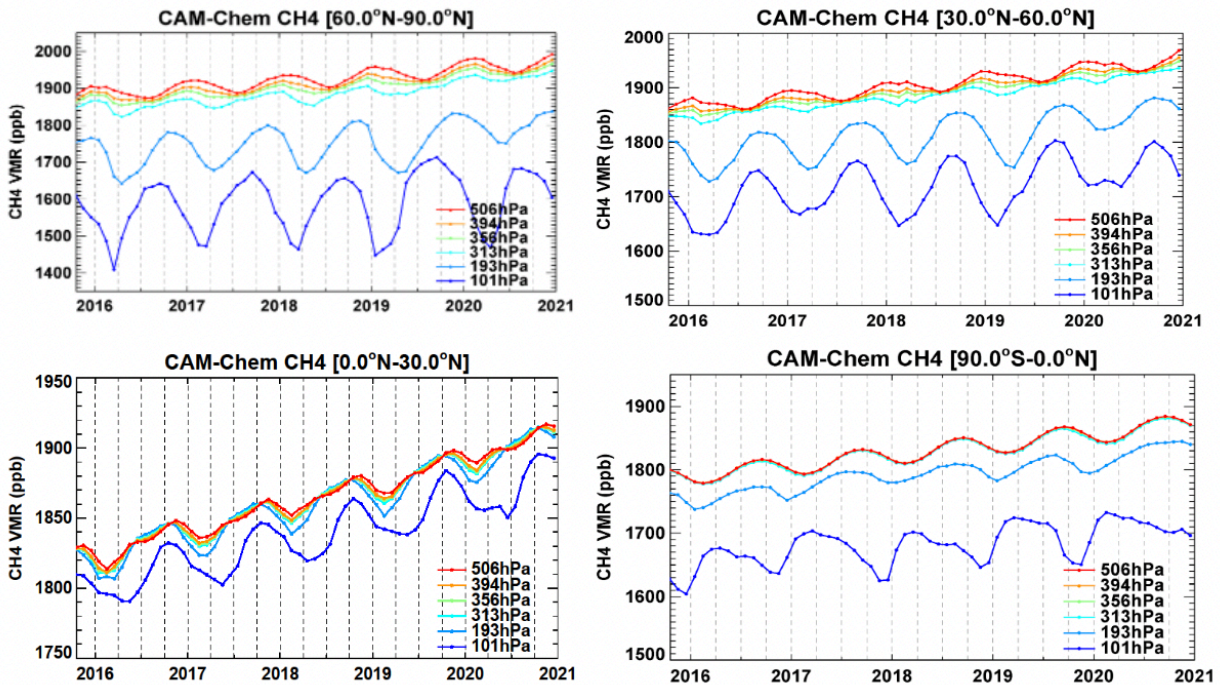 CAM-Chem CH4 [60.0°N-90.0°N]
CH4 VMR (ppb)
2000
1900
1800
1700
1600
1500
1400
506hPa
394hPa
356hPa
313hPa
193hPa
101hPa
2016 2017 2018 2019 2020 2021
CAM-Chem CH4 [30.0°N-60.0°N]
CH4 VMR (ppb)
2000
1900
1800
1700
1600
1500
506hPa
394hPa
356hPa
313hPa
193hPa
101hPa
2016 2017 2018 2019 2020 2021
CAM-Chem CH4 [0.0°N-30.0°N]
CH4 VMR (ppb)
1950
1900
1850
1800
1750
506hPa
394hPa
356hPa
313hPa
193hPa
101hPa
2016 2017 2018 2019 2020 2021
CAM-Chem CH4 [90.0°S-0.0°N]
CH4 VMR (ppb)
1900
1800
1700
1600
1500
506hPa
394hPa
356hPa
313hPa
193hPa
101hPa
2016 2017 2018 2019 2020 2021